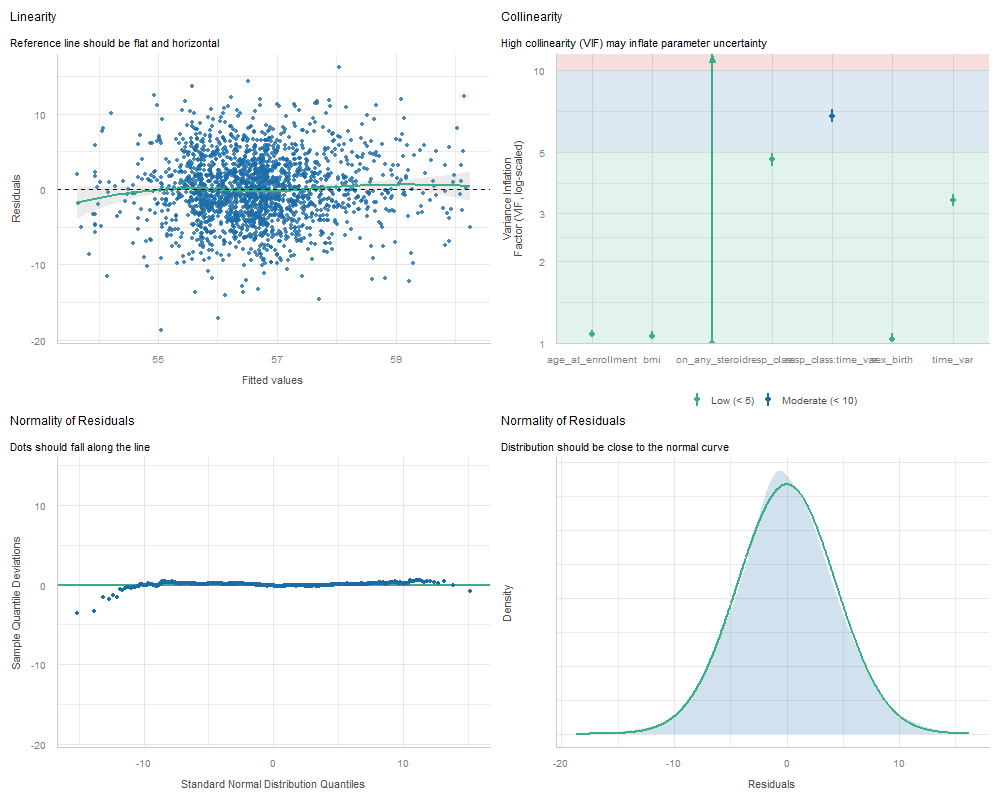 Linearity
Reference line should be flat and horizontal
10
0
-10
-20
55
57
59
Residuals
Fitted values
Collinearity
High collinearity (VIF) may inflate parameter uncertainty
10
5
3
2
1
Variance Inflation
Factor (VIF, log-scaled)
age_at_enrollment
bmi
on_any_steroid
resp_class
resp_class:time_var
sex_birth
time_var
Low (< 5)
Moderate (< 10)
Normality of Residuals
Dots should fall along the line
10
0
-10
-20
-10
0
10
Sample Quantile Deviations
Standard Normal Distribution Quantiles
Normality of Residuals
Distribution should be close to the normal curve
Density
-20
-10
0
10
Residuals